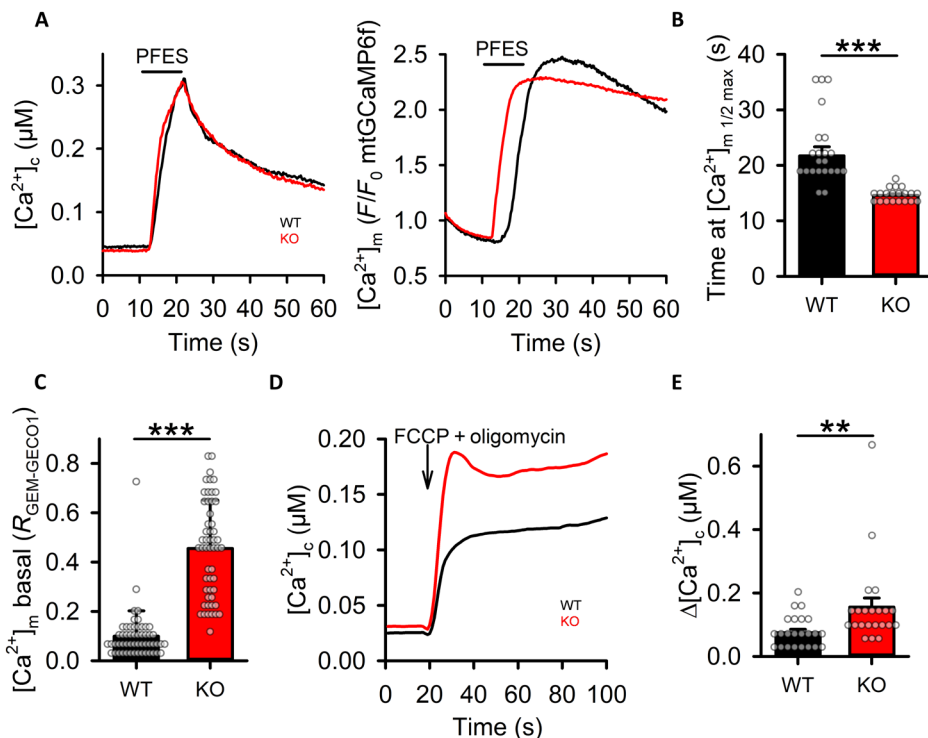 A
PFES
[Ca²⁺]c (µM)
0.3
0.2
0.1
0.0
WT
KO
0 10 20 30 40 50 60
Time (s)
PFES
[Ca²⁺]m (F/F₀ mtGCaMP6f)
2.5
2.0
1.5
1.0
0.5
0 10 20 30 40 50 60
Time (s)
B
***
Time at [Ca²⁺]m 1/2 max (s)
40
30
20
10
0
WT KO
C
***
[Ca²⁺]m basal (RGEM-GECO1)
0.8
0.6
0.4
0.2
0.0
WT KO
D
FCCP + oligomycin
[Ca²⁺]c (µM)
0.20
0.15
0.10
0.05
0.00
WT
KO
0 20 40 60 80 100
Time (s)
E
**
Δ[Ca²⁺]c (µM)
0.6
0.4
0.2
0.0
WT KO